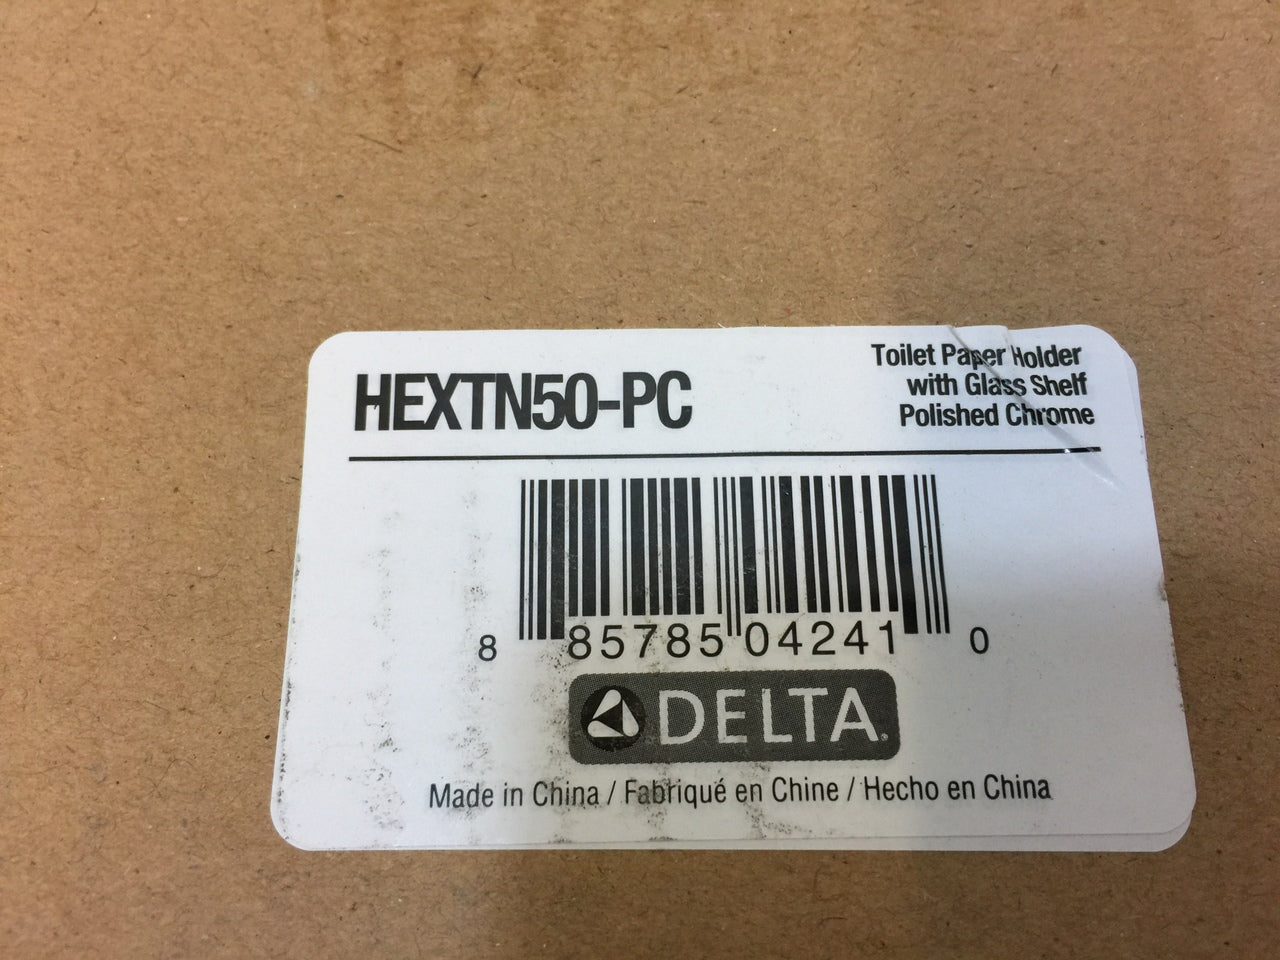 HEXTN50-PC
Toilet Paper Holder
with Glass Shelf
Polished Chrome
8 85785 04241 0
DELTA®
Made in China / Fabriqué en Chine / Hecho en China